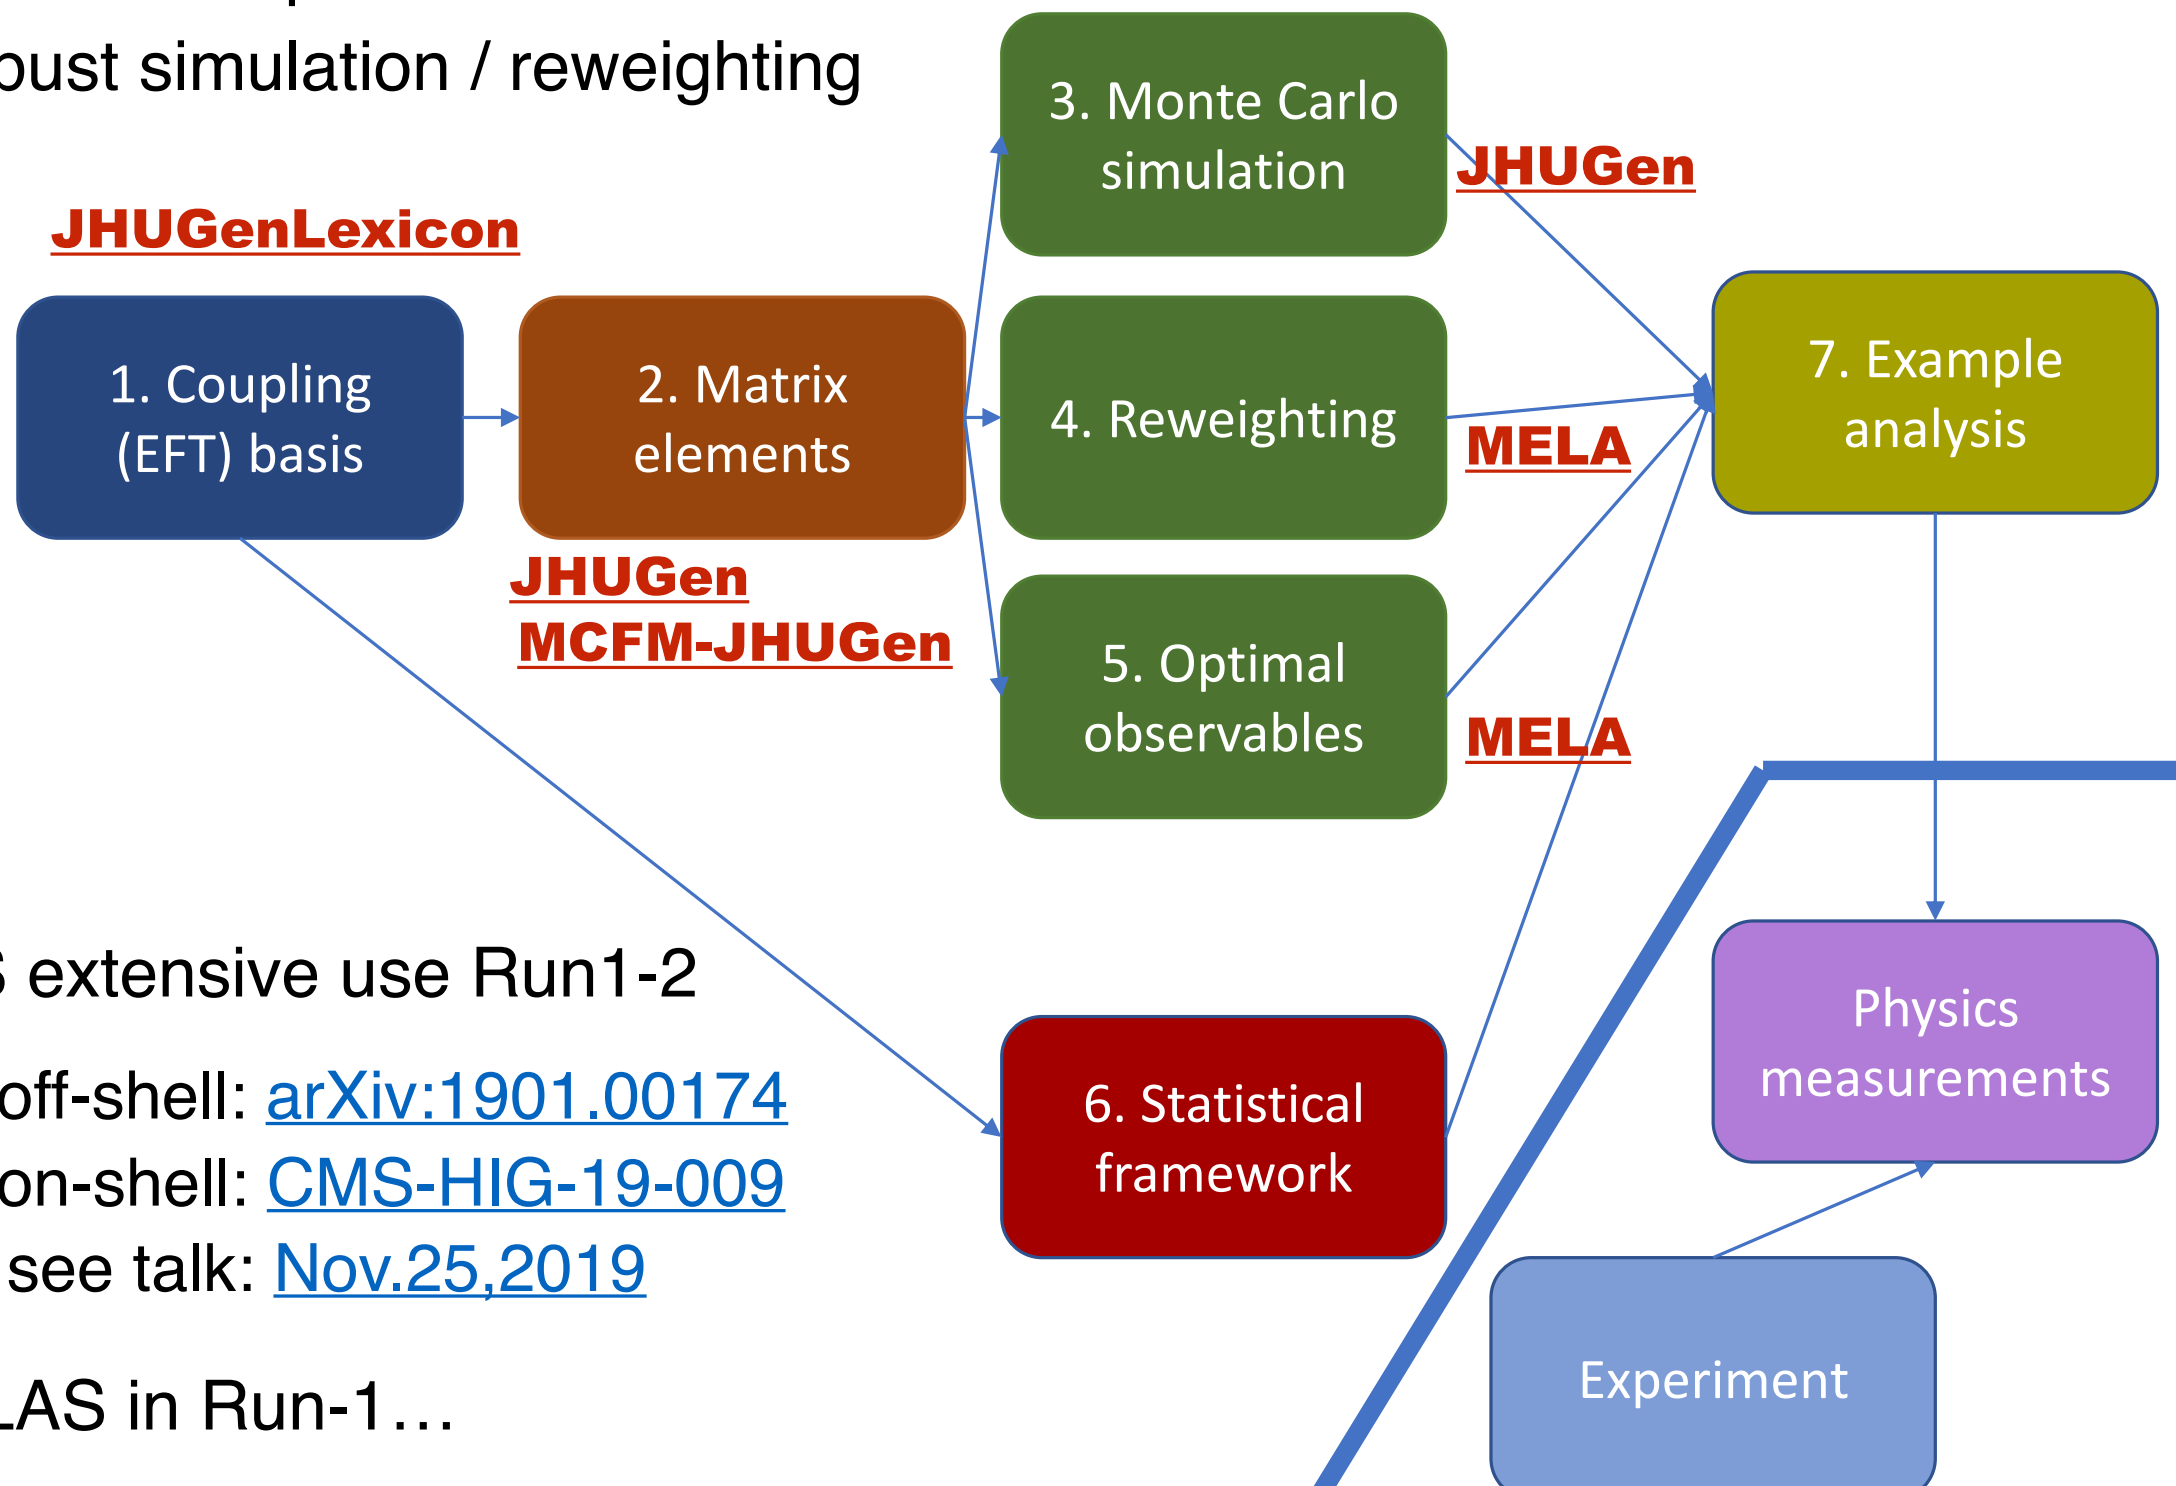 bust simulation / reweighting
JHUGenLexicon
1. Coupling
(EFT) basis
2. Matrix
elements
JHUGen
MCFM-JHUGen
3. Monte Carlo
simulation
JHUGen
4. Reweighting
MELA
5. Optimal
observables
MELA
7. Example
analysis
S extensive use Run1-2
off-shell: arXiv:1901.00174
on-shell: CMS-HIG-19-009
see talk: Nov.25,2019
LAS in Run-1…
6. Statistical
framework
Physics
measurements
Experiment